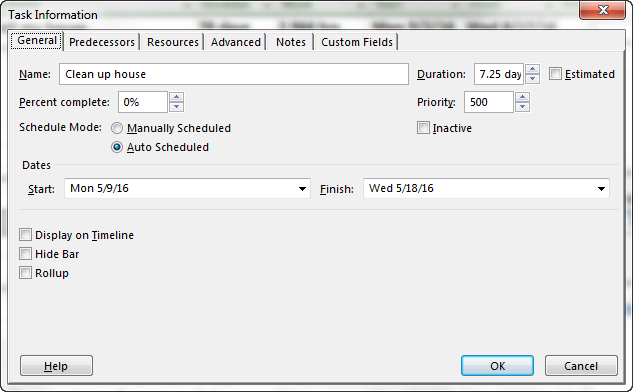 Task Information
General Predecessors Resources Advanced Notes Custom Fields
Name: Clean up house Duration: 7.25 day Estimated
Percent complete: 0% Priority: 500
Schedule Mode: Manually Scheduled Inactive
Auto Scheduled
Dates
Start: Mon 5/9/16 Finish: Wed 5/18/16
Display on Timeline
Hide Bar
Rollup
Help OK Cancel